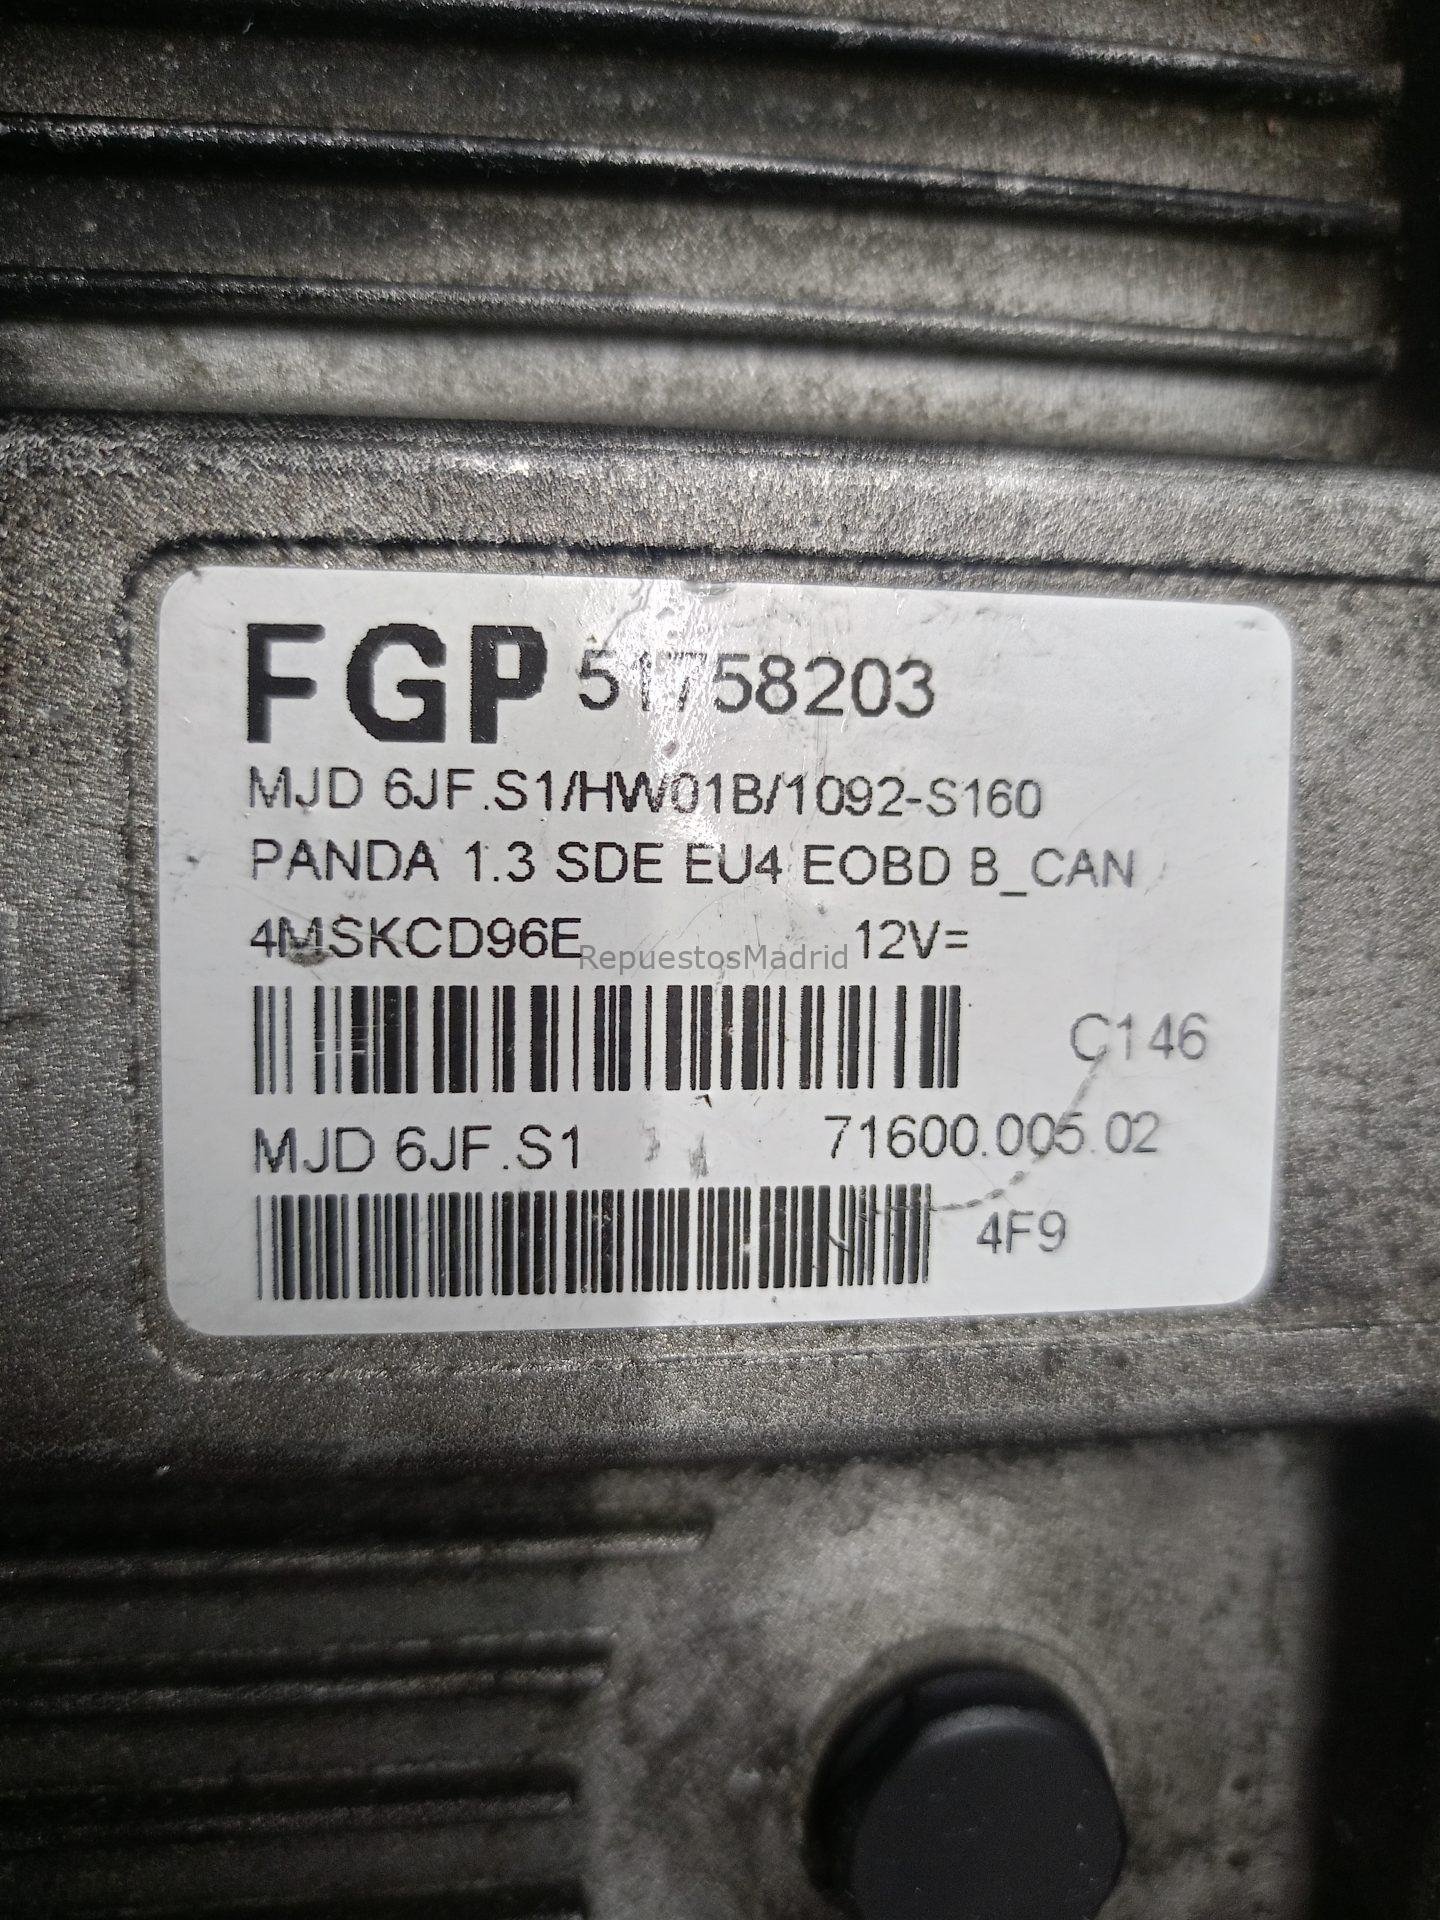 FGP 51758203
MJD 6JF.S1/HW01B/1092-S160
PANDA 1.3 SDE EU4 EOBD B_CAN
4MSKCD96E 12V=
RepuestosMadrid
C146
MJD 6JF.S1 71600.005.02
4F9